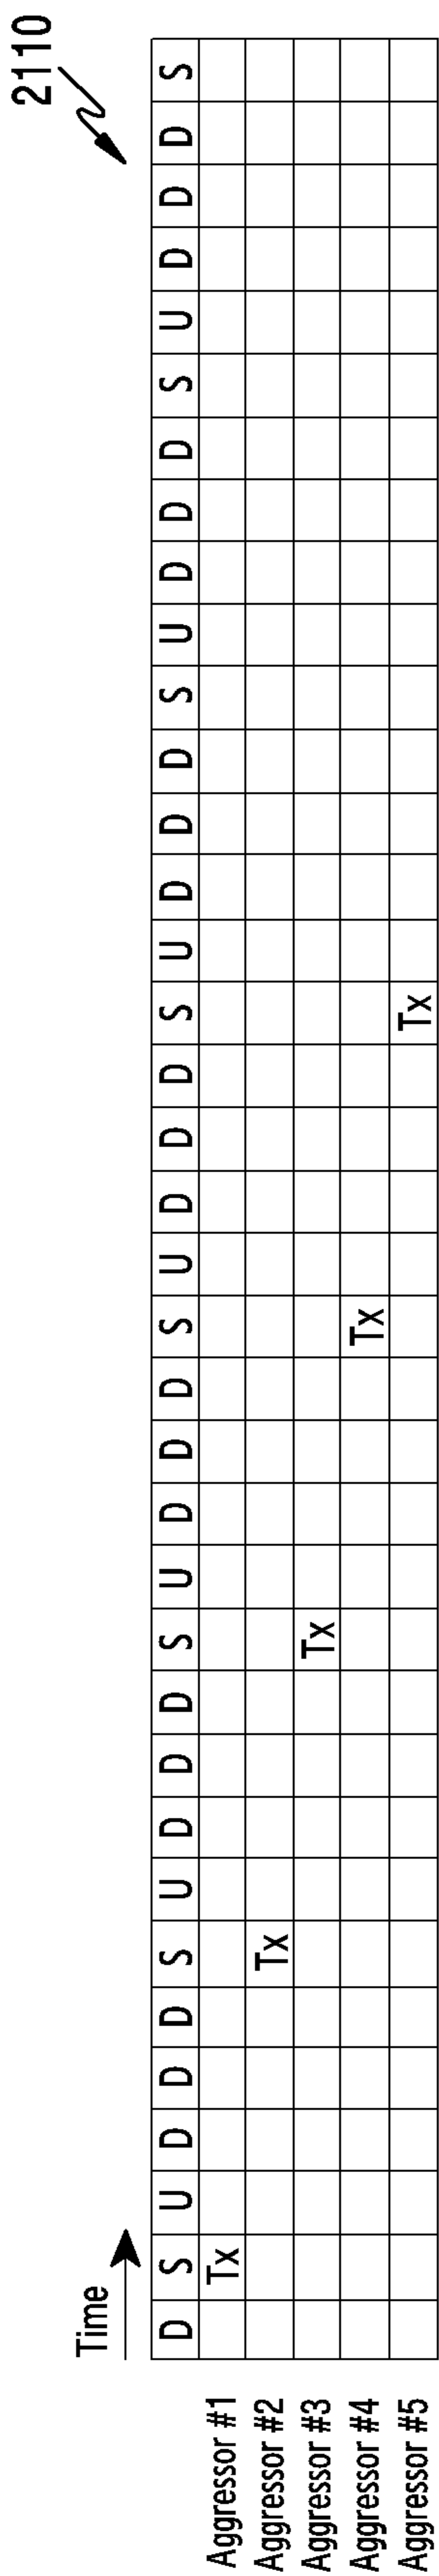 2110
Time
D S U D D D S U D D D S U D D D S U D D D S U D D D S U D D D S U D D D S
Aggressor #1 Tx
Aggressor #2 Tx
Aggressor #3 Tx
Aggressor #4 Tx
Aggressor #5 Tx